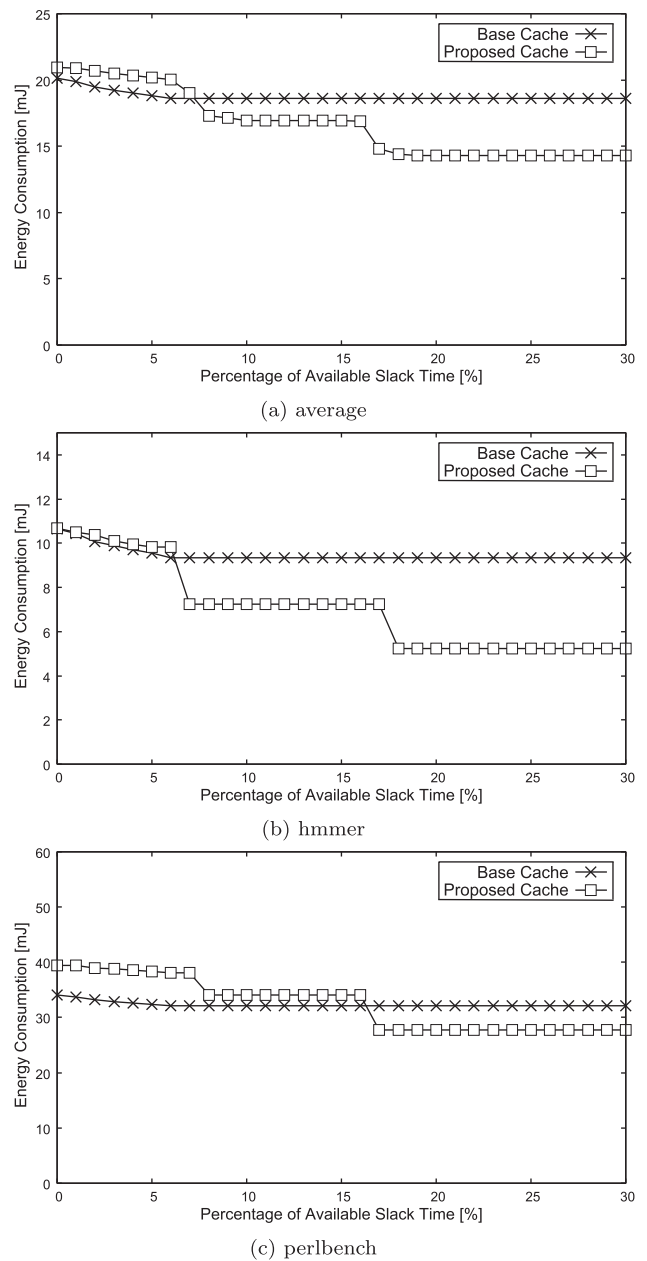 25
20
15
10
5
0
Energy Consumption [mJ]
Base Cache
Proposed Cache
0 5 10 15 20 25 30
Percentage of Available Slack Time [%]
(a) average
14
12
10
8
6
4
2
0
Energy Consumption [mJ]
Base Cache
Proposed Cache
0 5 10 15 20 25 30
Percentage of Available Slack Time [%]
(b) hmmer
60
50
40
30
20
10
0
Energy Consumption [mJ]
Base Cache
Proposed Cache
0 5 10 15 20 25 30
Percentage of Available Slack Time [%]
(c) perlbench